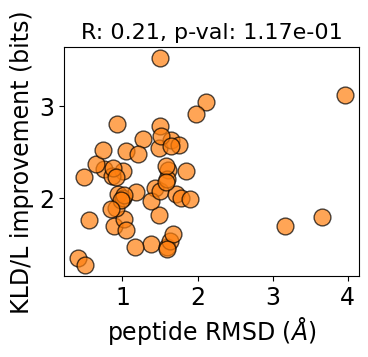 R: 0.21, p-val: 1.17e-01
KLD/L improvement (bits)
3
2
1
2
3
4
peptide RMSD (Å)